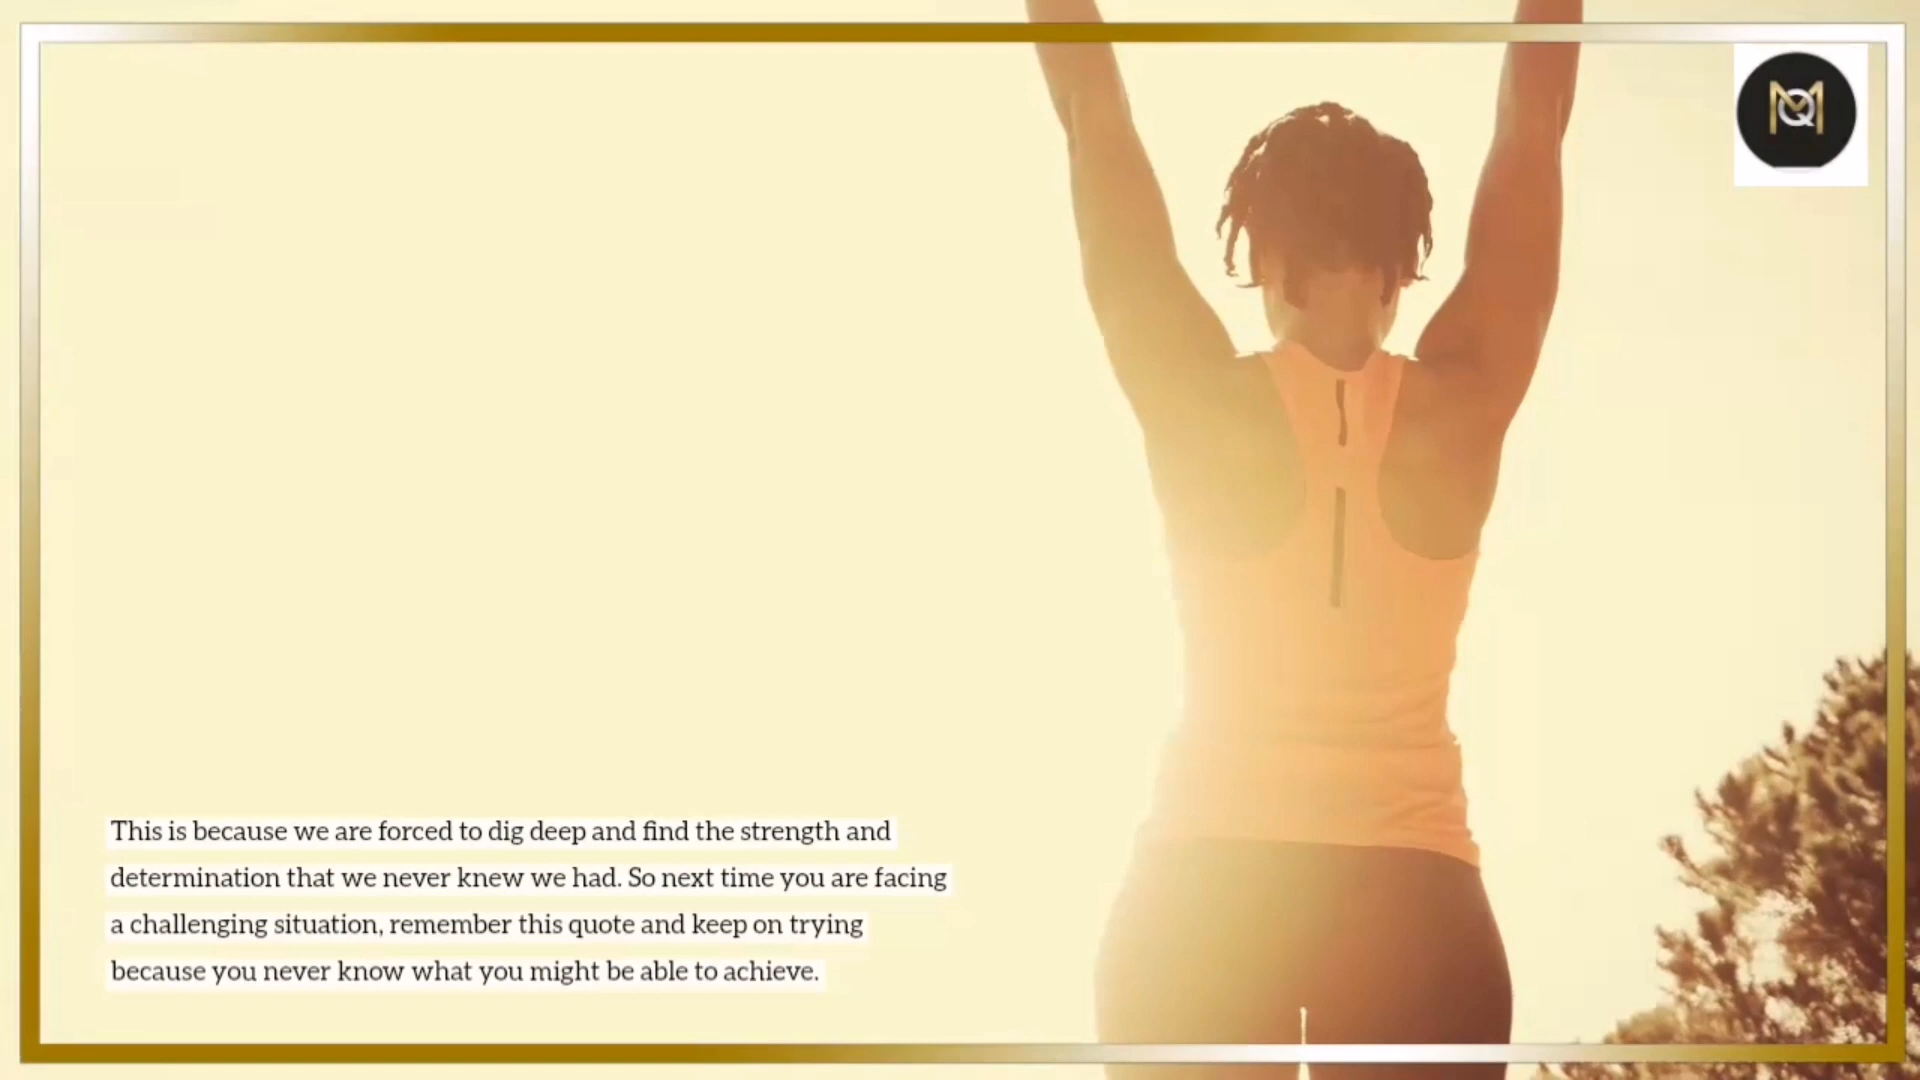 MQ
This is because we are forced to dig deep and find the strength and
determination that we never knew we had. So next time you are facing
a challenging situation, remember this quote and keep on trying
because you never know what you might be able to achieve.